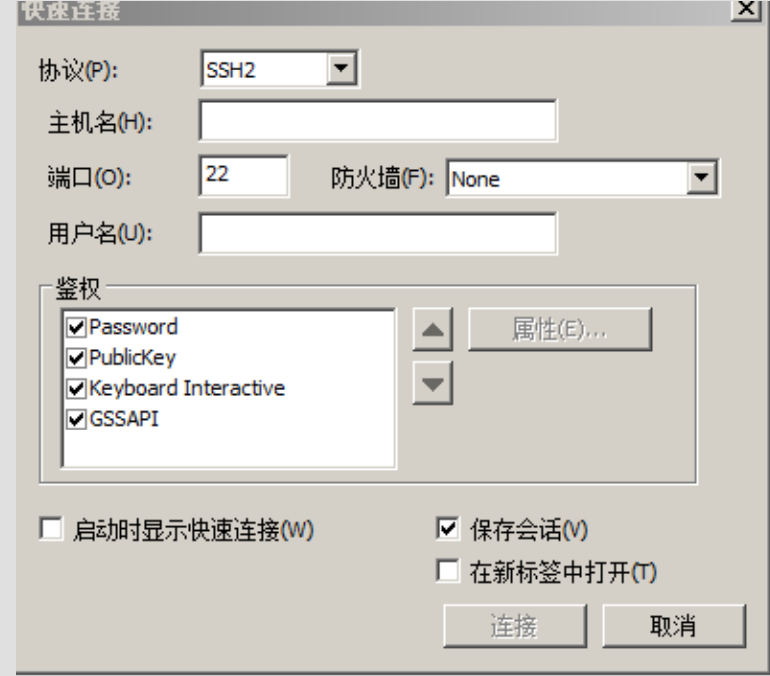 快速连接
协议(P): SSH2
主机名(H):
端口(O): 22 防火墙(F): None
用户名(U):
鉴权
Password
PublicKey
属性(E)...
Keyboard Interactive
GSSAPI
启动时显示快速连接(W) 保存会话(V)
在新标签中打开(T)
连接 取消